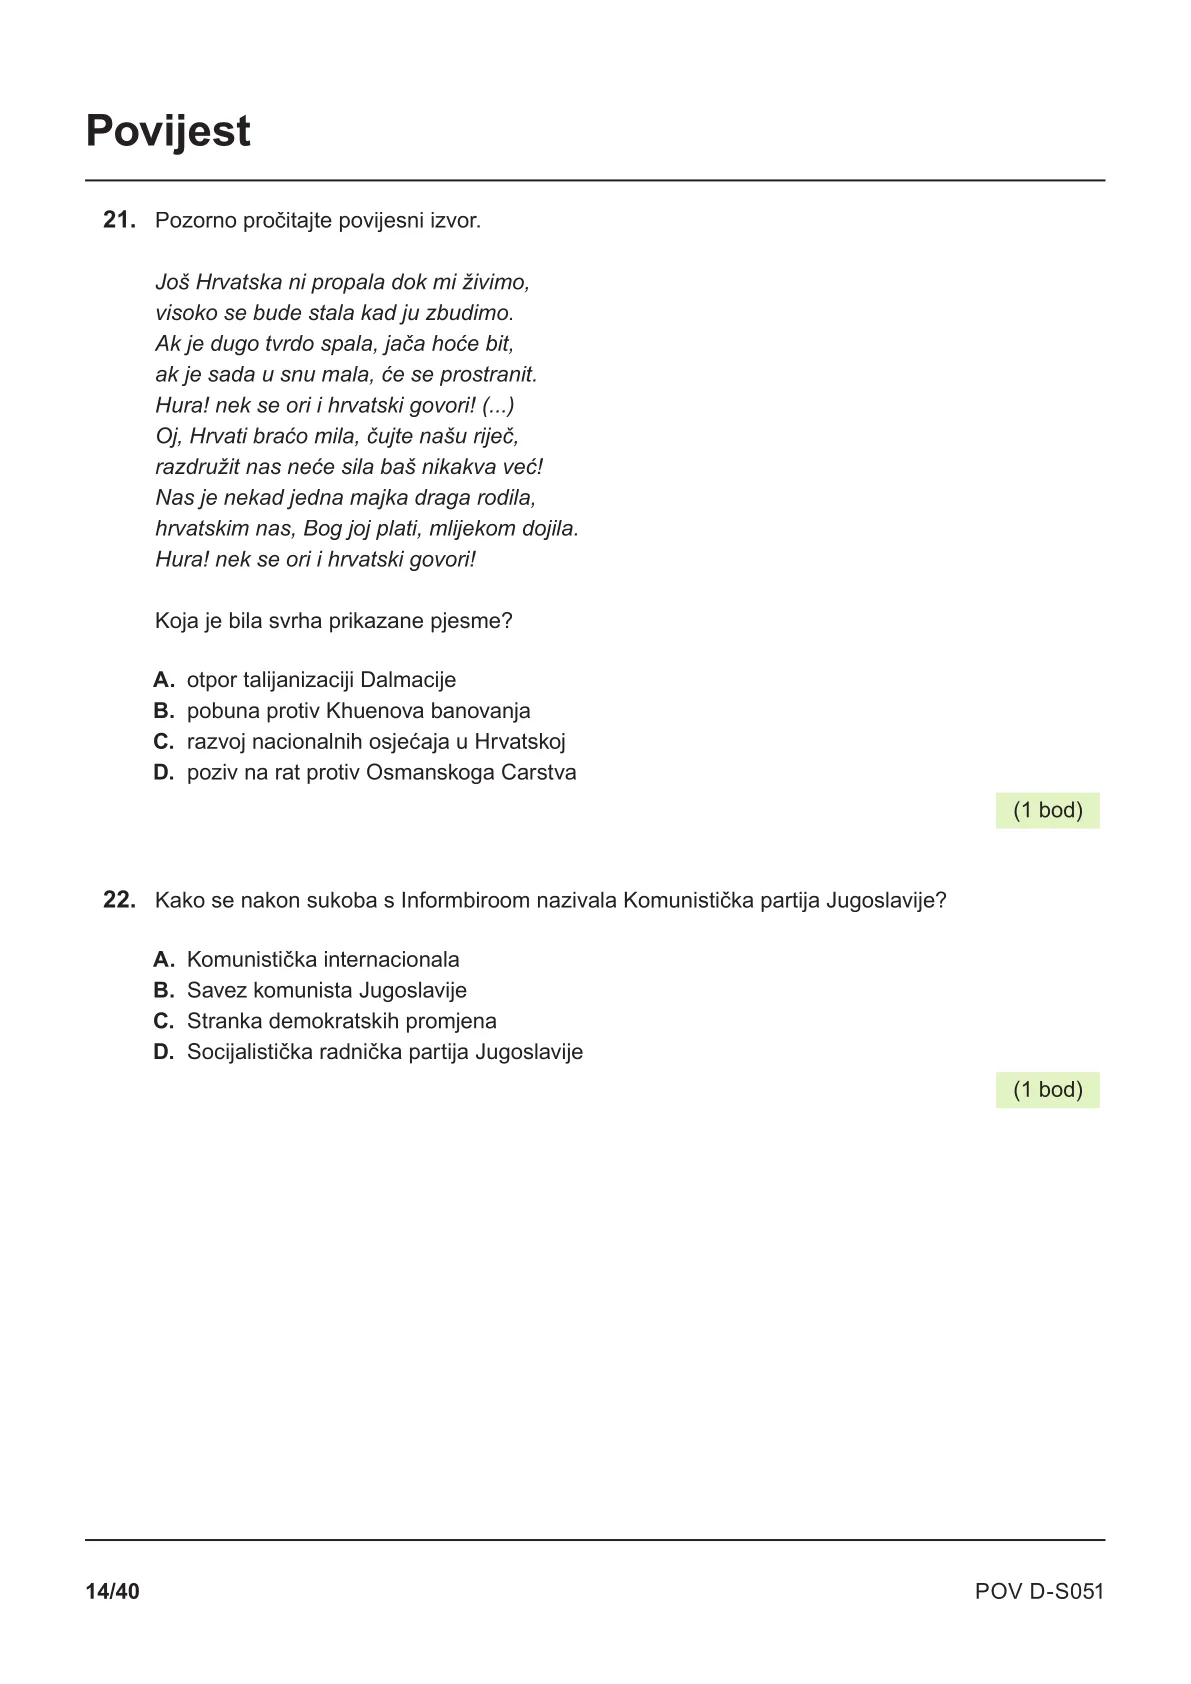 Povijest
21. Pozorno pročitajte povijesni izvor.
Još Hrvatska ni propala dok mi živimo,
visoko se bude stala kad ju zbudimo.
Ak je dugo tvrdo spala, jača hoće bit,
ak je sada u snu mala, će se prostranit.
Hura! nek se ori i hrvatski govori! (...)
Oj, Hrvati braćo mila, čujte našu riječ,
razdružit nas neće sila baš nikakva već!
Nas je nekad jedna majka draga rodila,
hrvatskim nas, Bog joj plati, mlijekom dojila.
Hura! nek se ori i hrvatski govori!
Koja je bila svrha prikazane pjesme?
A. otpor talijanizaciji Dalmacije
B. pobuna protiv Khuenova banovanja
C. razvoj nacionalnih osjećaja u Hrvatskoj
D. poziv na rat protiv Osmanskoga Carstva
(1 bod)
22. Kako se nakon sukoba s Informbiroom nazivala Komunistička partija Jugoslavije?
A. Komunistička internacionala
B. Savez komunista Jugoslavije
C. Stranka demokratskih promjena
D. Socijalistička radnička partija Jugoslavije
(1 bod)
14/40
POV D-S051